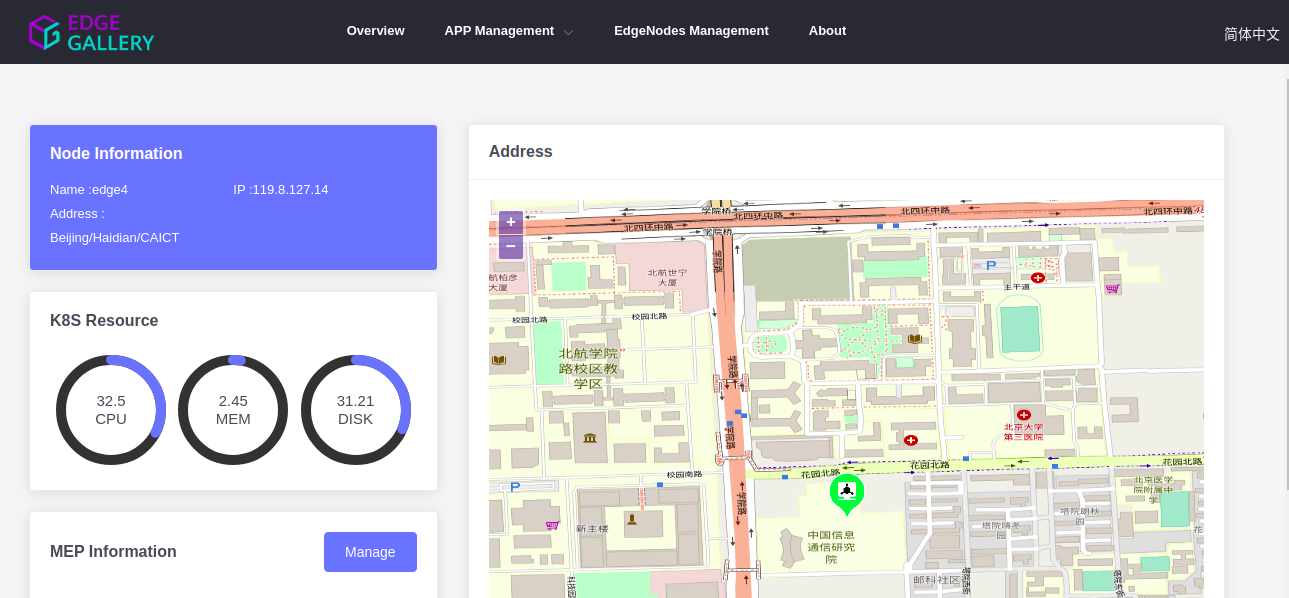 EDGE
GALLERY
Overview
APP Management
EdgeNodes Management
About
简体中文
Node Information
Name :edge4
IP :119.8.127.14
Address :
Beijing/Haidian/CAICT
K8S Resource
32.5
CPU
2.45
MEM
31.21
DISK
MEP Information
Manage
Address
+
−
学院桥
北四环中路
北四环中路
北四环中路
北四环中路
学院桥
学院路
航柏彦
大厦
北航世宁
大厦
P
主干道
校园北路
校园北路
北航学院
路校区教
学区
学院路
学院路
北京大学
第三医院
校园南路
花园北路
花园北路
花园北路
P
学院路
北京医学
院附属中
学
新主楼
中国信息
通信研究
院
塔院晴冬
园
塔院朗秋
园
花
邮科社区